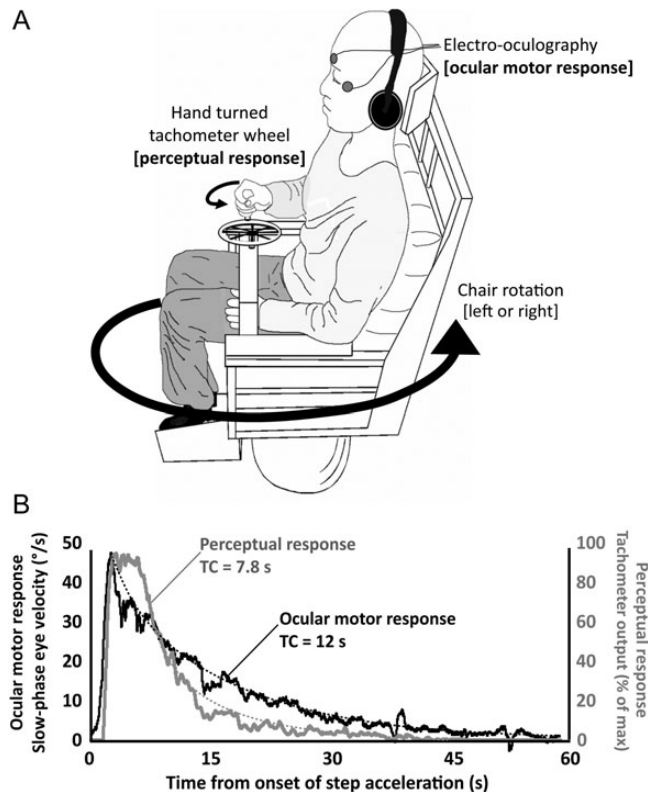 A
Electro-oculography
[ocular motor response]
Hand turned
tachometer wheel
[perceptual response]
Chair rotation
[left or right]
B
Ocular motor response
Slow-phase eye velocity (°/s)
50
40
30
20
10
0
Perceptual response
TC = 7.8 s
Ocular motor response
TC = 12 s
100
80
60
40
20
0
Perceptual response
Tachometer output
(% of max)
0
15
30
45
60
Time from onset of step acceleration (s)